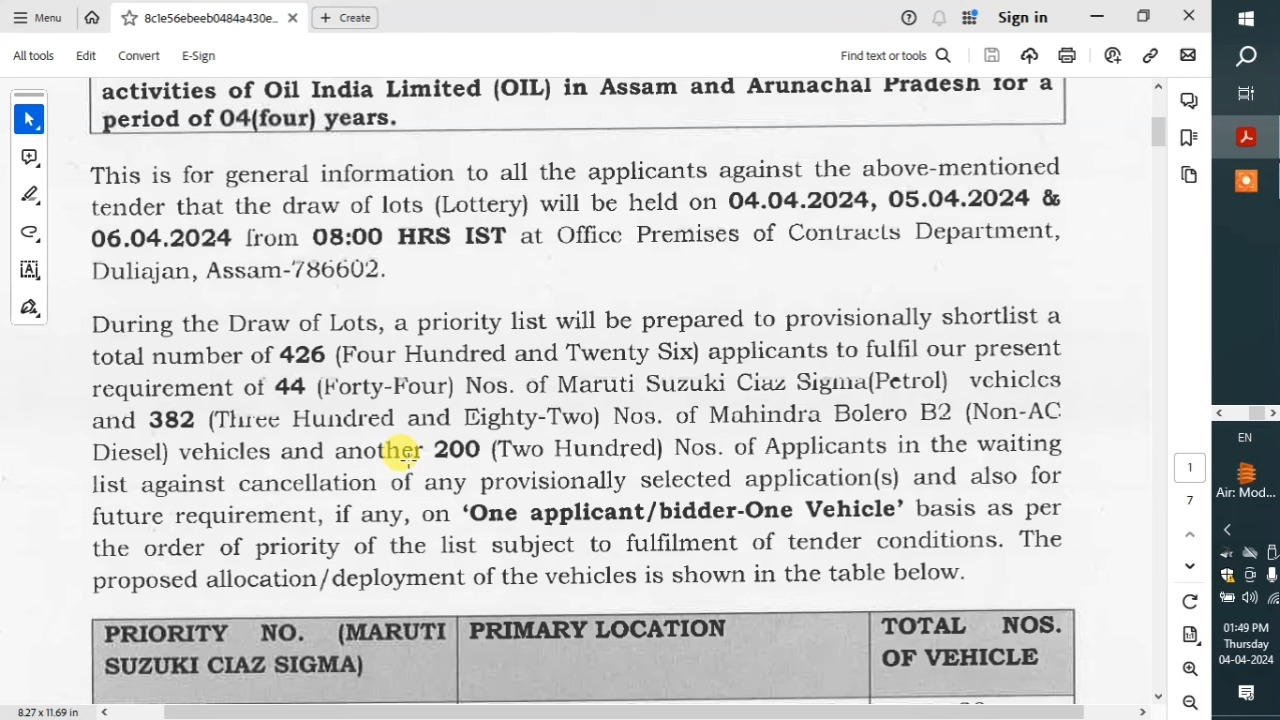 Menu
8c1e56ebeeb0484a430e...
Create
Sign in
All tools
Edit
Convert
E-Sign
Find text or tools
activities of Oil India Limited (OIL) in Assam and Arunachal Pradesh for a
period of 04(four) years.
This is for general information to all the applicants against the above-mentioned
tender that the draw of lots (Lottery) will be held on 04.04.2024, 05.04.2024 &
06.04.2024 from 08:00 HRS IST at Office Premises of Contracts Department,
Duliajan, Assam-786602.
During the Draw of Lots, a priority list will be prepared to provisionally shortlist a
total number of 426 (Four Hundred and Twenty Six) applicants to fulfil our present
requirement of 44 (Forty-Four) Nos. of Maruti Suzuki Ciaz Sigma(Petrol) vehicles
and 382 (Three Hundred and Eighty-Two) Nos. of Mahindra Bolero B2 (Non-AC
Diesel) vehicles and another 200 (Two Hundred) Nos. of Applicants in the waiting
list against cancellation of any provisionally selected application(s) and also for
future requirement, if any, on 'One applicant/bidder-One Vehicle' basis as per
the order of priority of the list subject to fulfilment of tender conditions. The
proposed allocation/deployment of the vehicles is shown in the table below.
PRIORITY NO. (MARUTI
SUZUKI CIAZ SIGMA)
PRIMARY LOCATION
TOTAL NOS.
OF VEHICLE
1
7
8.27 x 11.69 in
EN
Air: Mod...
01:49 PM
Thursday
04-04-2024